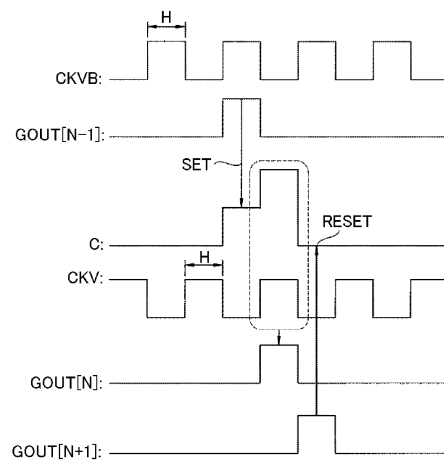 H
CKVB:
GOUT[N-1]:
SET
RESET
C:
H
CKV:
GOUT[N]:
GOUT[N+1]: